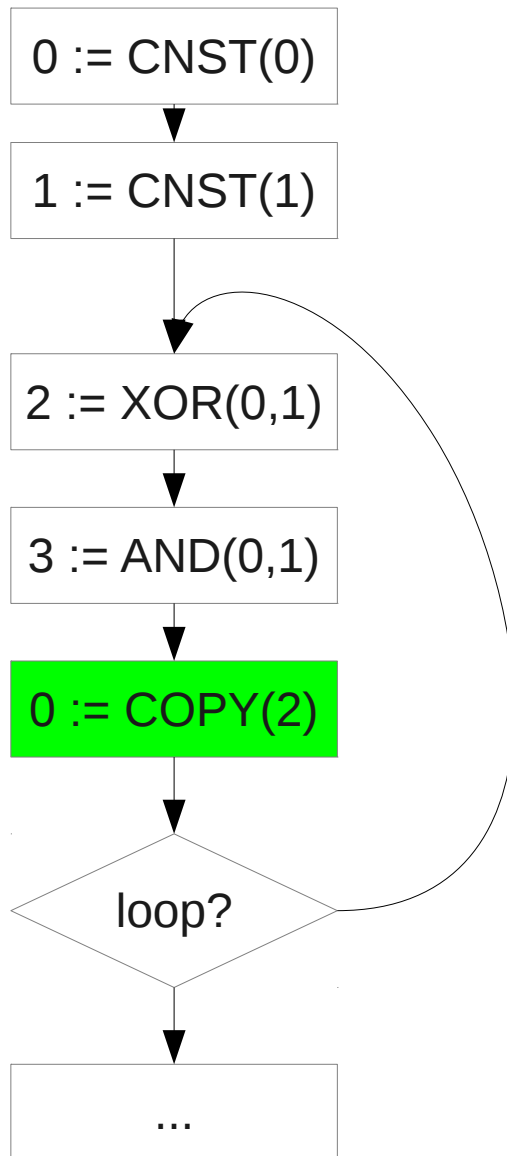 0 := CNST(0)
1 := CNST(1)
2 := XOR(0,1)
3 := AND(0,1)
0 := COPY(2)
loop?
...